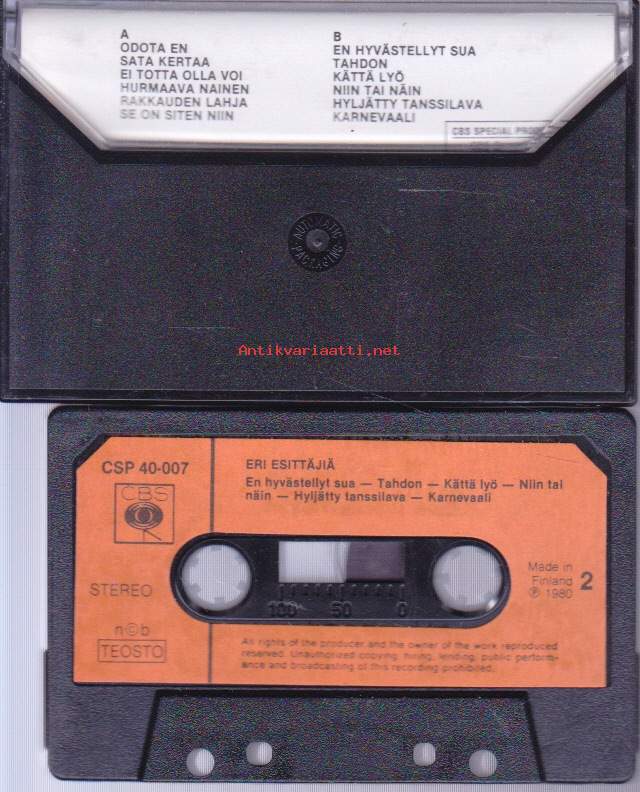 A
ODOTA EN
SATA KERTAA
EI TOTTA OLLA VOI
HURMAAVA NAINEN
RAKKAUDEN LAHJA
SE ON SITEN NIIN
B
EN HYVÄSTELLYT SUA
TAHDON
KÄTTÄ LYÖ
NIIN TAI NÄIN
HYLJÄTTY TANSSILAVA
KARNEVAALI
CBS SPECIAL
AUTOMATIC PACKAGING
Antikvariaatti.net
CSP 40-007
CBS
STEREO
n©b
TEOSTO
ERI ESITTÄJIÄ
En hyvästellyt sua — Tahdon — Kättä lyö — Niin tai
näin — Hyljätty tanssilava — Karnevaali
100 50 0
Made in
Finland
℗ 1980
2
All rights of the producer and the owner of the work reproduced
reserved. Unauthorized copying, hiring, lending, public perform-
ance and broadcasting of this recording prohibited.